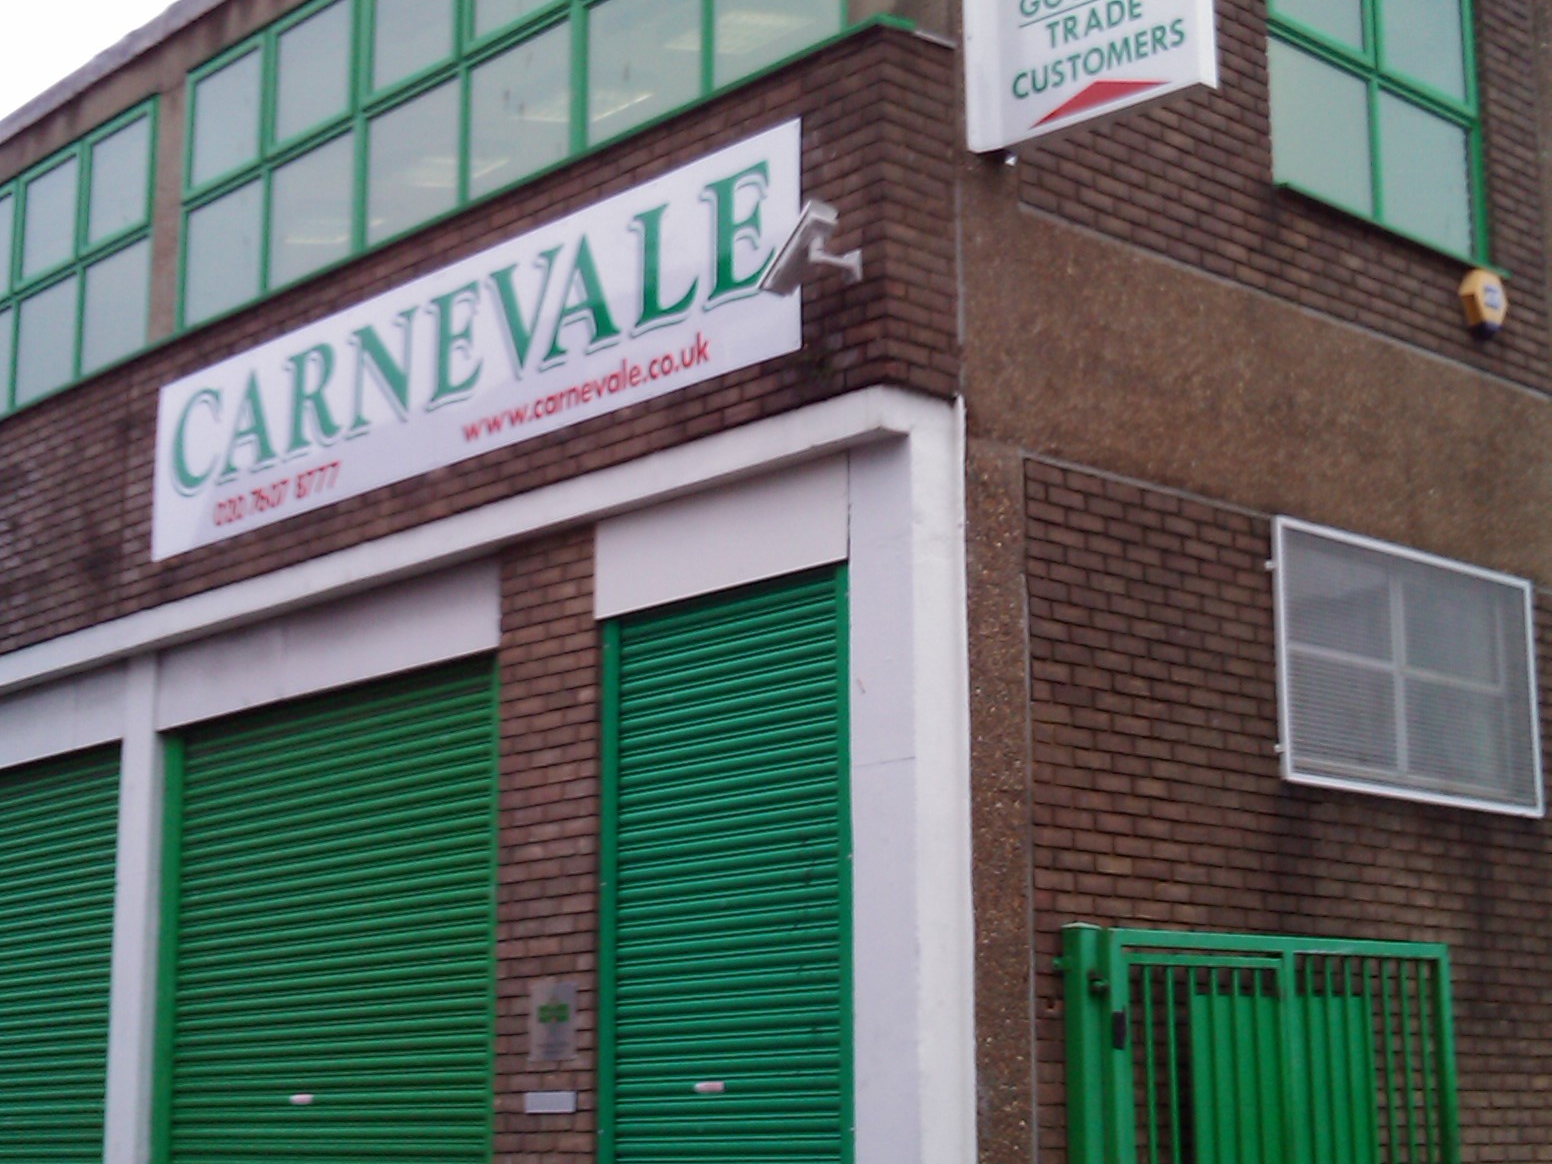 TRADE
CUSTOMERS
CARNEVALE
www.carnevale.co.uk
020 7607 8777